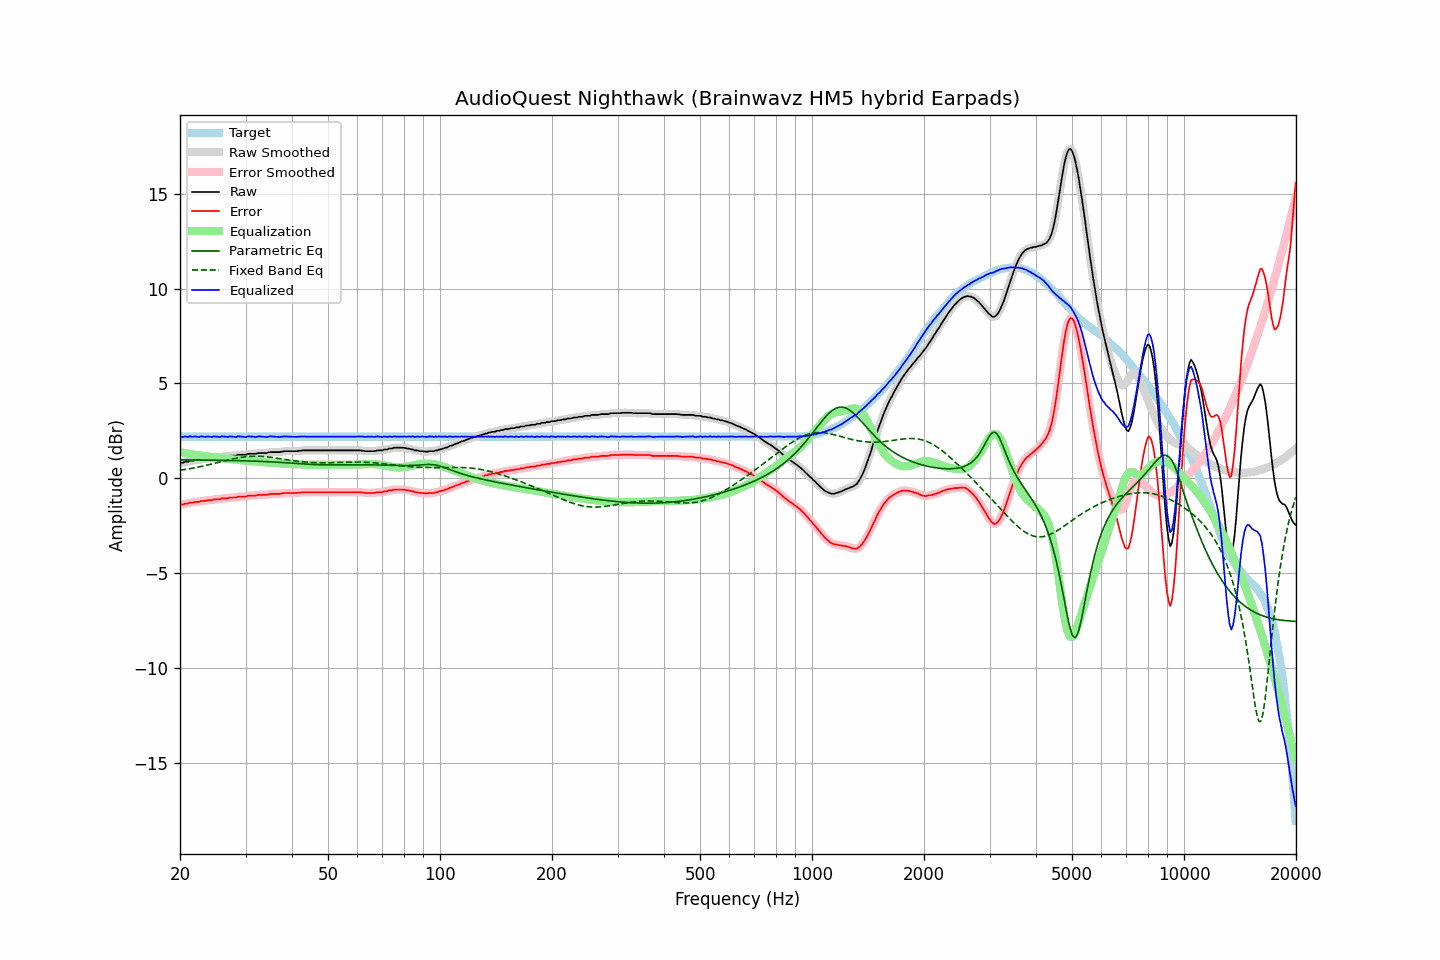 AudioQuest Nighthawk (Brainwavz HM5 hybrid Earpads)
Target
Raw Smoothed
Error Smoothed
Raw
Error
Equalization
Parametric Eq
Fixed Band Eq
Equalized
Amplitude (dBr)
15
10
5
0
−5
−10
−15
20 50 100 200 500 1000 2000 5000 10000 20000
Frequency (Hz)